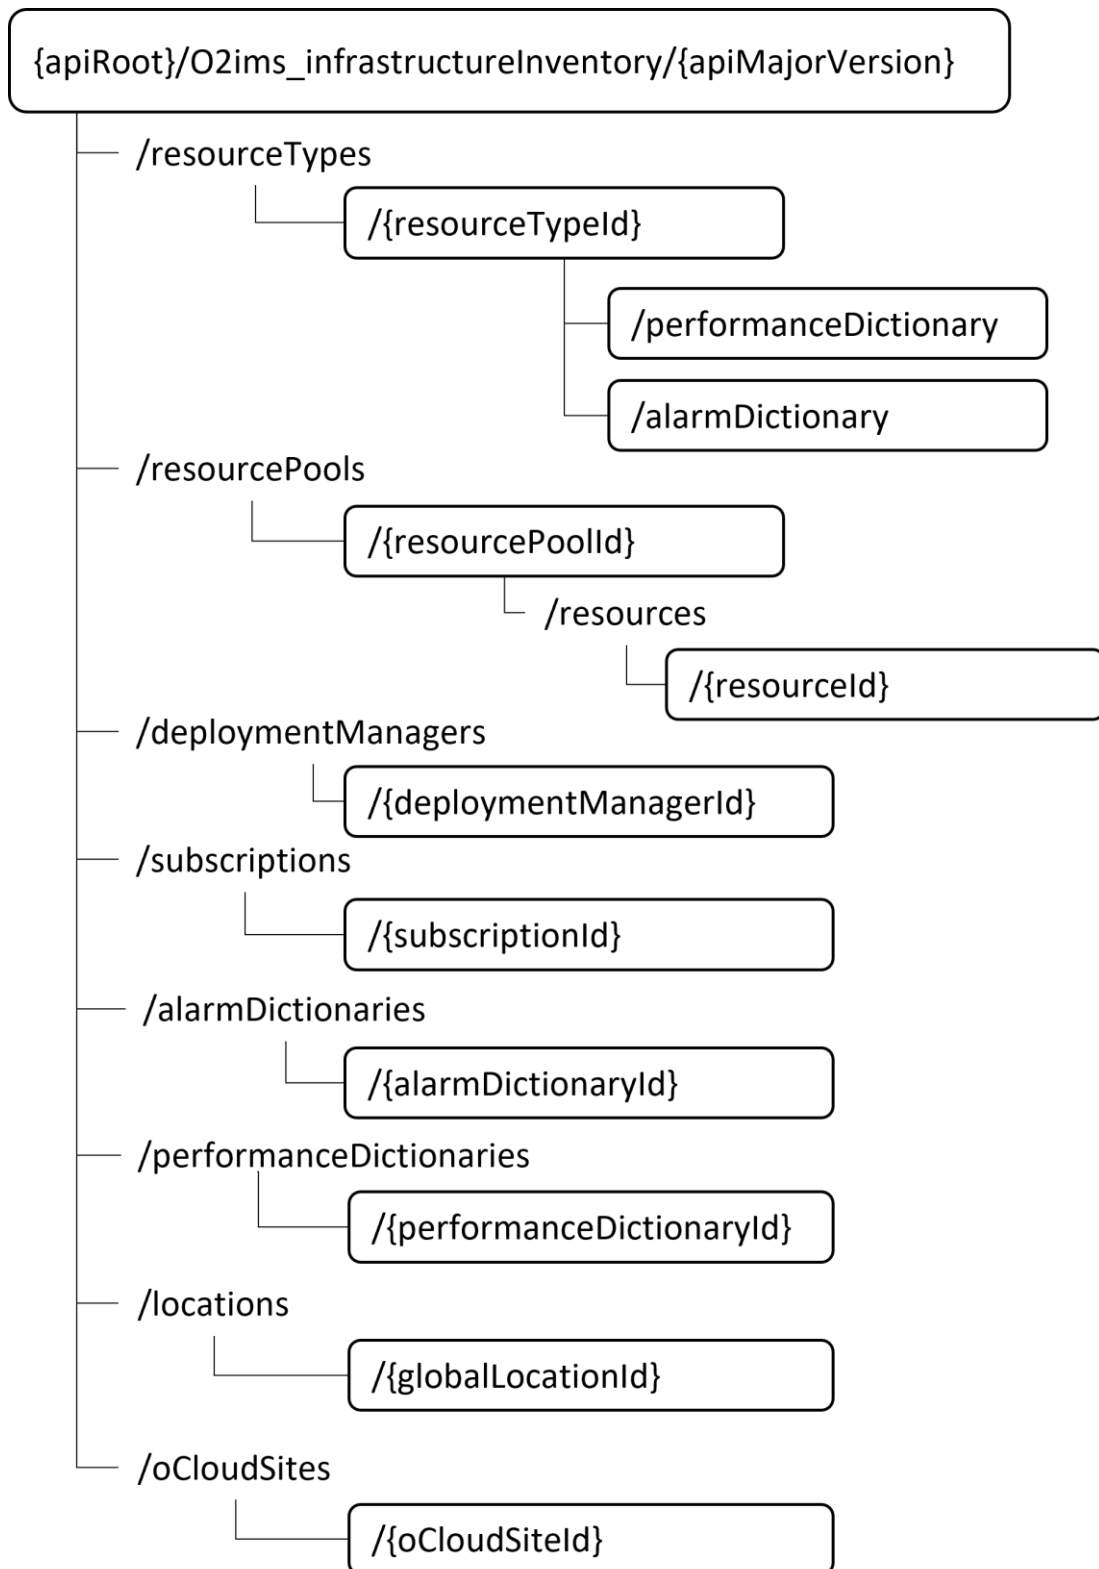 {apiRoot}/O2ims_infrastructureInventory/{apiMajorVersion}
/resourceTypes
/{resourceTypeId}
/performanceDictionary
/alarmDictionary
/resourcePools
/{resourcePoolId}
/resources
/{resourceId}
/deploymentManagers
/{deploymentManagerId}
/subscriptions
/{subscriptionId}
/alarmDictionaries
/{alarmDictionaryId}
/performanceDictionaries
/{performanceDictionaryId}
/locations
/{globalLocationId}
/oCloudSites
/{oCloudSiteId}